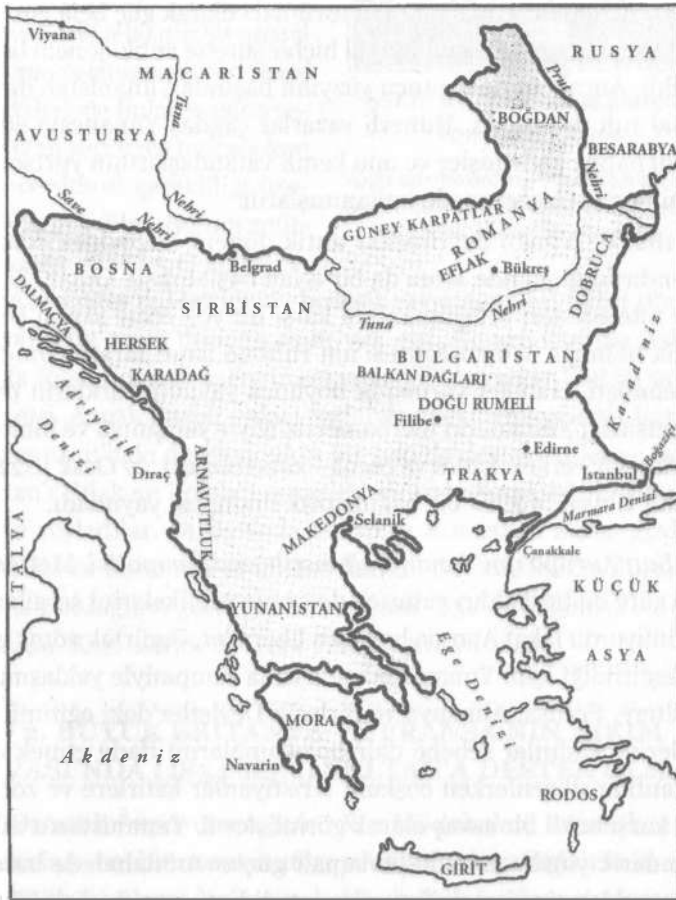 Viyana
RUSYA
MACARİSTAN
Tuna
Prut
BOĞDAN
AVUSTURYA
BESARABYA
Nehri
Save
Nehri
Nehri
GÜNEY KARPATLAR
ROMANYA
EFLAK
Bükreş
Belgrad
BOSNA
DOBRUCA
SIRBİSTAN
Tuna
Nehri
DALMAÇYA
HERSEK
KARADAĞ
BULGARİSTAN
BALKAN DAĞLARI
DOĞU RUMELİ
Filibe
Karadeniz
Adriyatik
Denizi
Edirne
Boğaziçi
Dıraç
TRAKYA
İstanbul
ARNAVUTLUK
MAKEDONYA
Selanik
Marmara Denizi
Çanakkale
KÜÇÜK
ASYA
YUNANİSTAN
Ege Denizi
MORA
Navarin
Akdeniz
RODOS
GİRİT